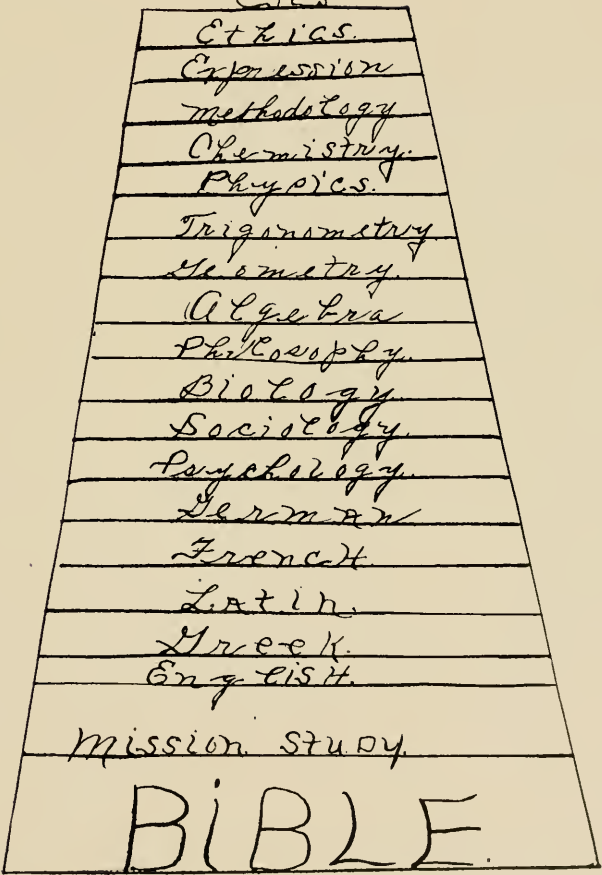 Ethics.
Expression
Methodology
Chemistry.
Physics.
Trigonometry
Geometry.
Algebra
Philosophy.
Biology
Sociology.
Psychology.
German
French.
Latin.
Greek.
English.
Mission Study.
BiBLE.